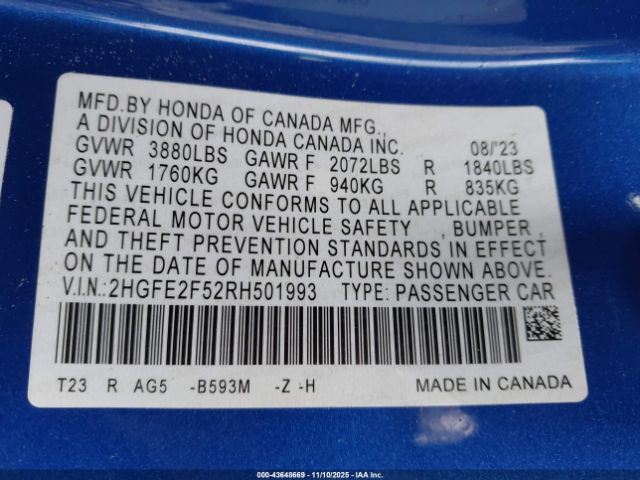 MFD.BY HONDA OF CANADA MFG.,
A DIVISION OF HONDA CANADA INC. 08/'23
GVWR 3880LBS GAWR F 2072LBS R 1840LBS
GVWR 1760KG GAWR F 940KG R 835KG
THIS VEHICLE CONFORMS TO ALL APPLICABLE
FEDERAL MOTOR VEHICLE SAFETY , BUMPER ,
AND THEFT PREVENTION STANDARDS IN EFFECT
ON THE DATE OF MANUFACTURE SHOWN ABOVE.
V.I.N.:2HGFE2F52RH501993 TYPE: PASSENGER CAR
T23 R AG5 -B593M -Z -H MADE IN CANADA
000-43648669 - 11/10/2025 - IAA Inc.